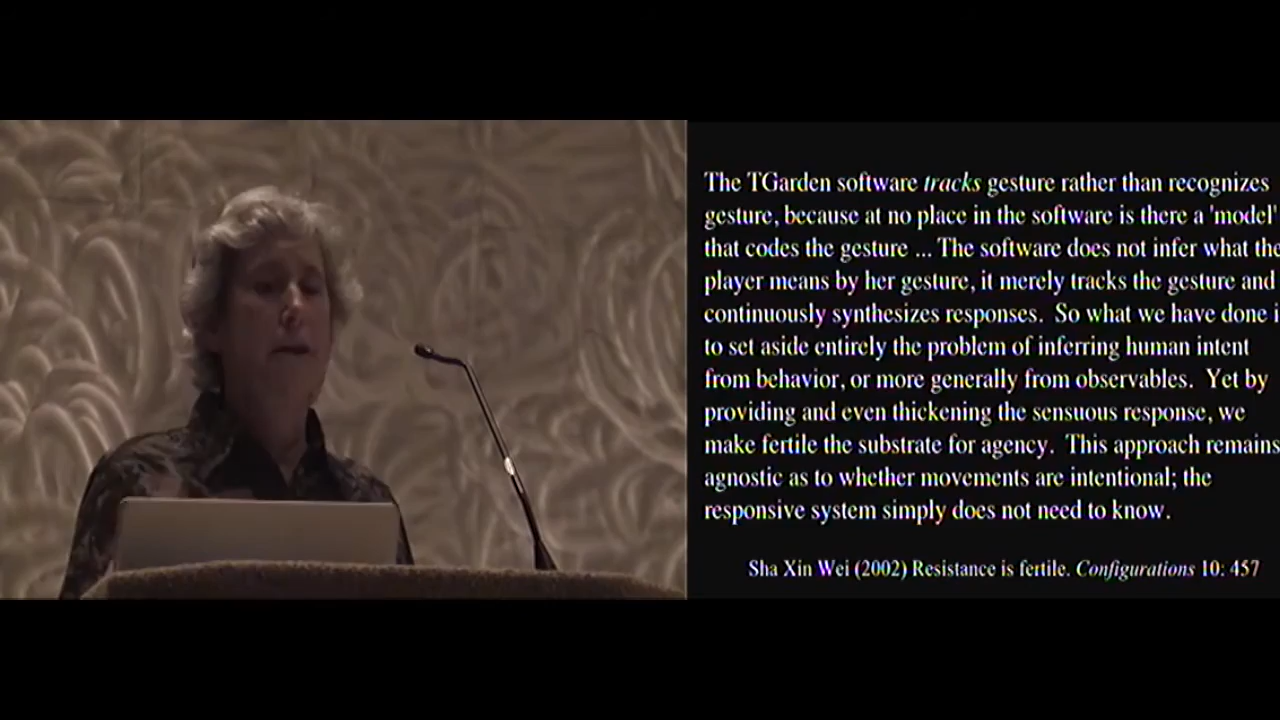 The TGarden software tracks gesture rather than recognizes
gesture, because at no place in the software is there a 'model'
that codes the gesture ... The software does not infer what the
player means by her gesture, it merely tracks the gesture and
continuously synthesizes responses. So what we have done i
to set aside entirely the problem of inferring human intent
from behavior, or more generally from observables. Yet by
providing and even thickening the sensuous response, we
make fertile the substrate for agency. This approach remains
agnostic as to whether movements are intentional; the
responsive system simply does not need to know.
Sha Xin Wei (2002) Resistance is fertile. Configurations 10: 457